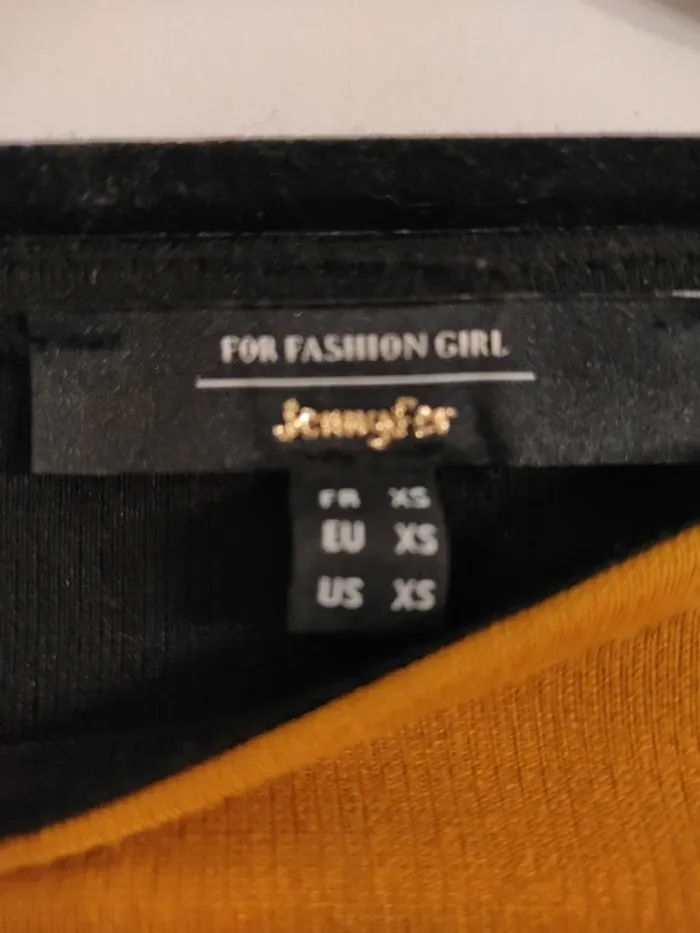 FOR FASHION GIRL
Jennyfer
FR XS
EU XS
US XS